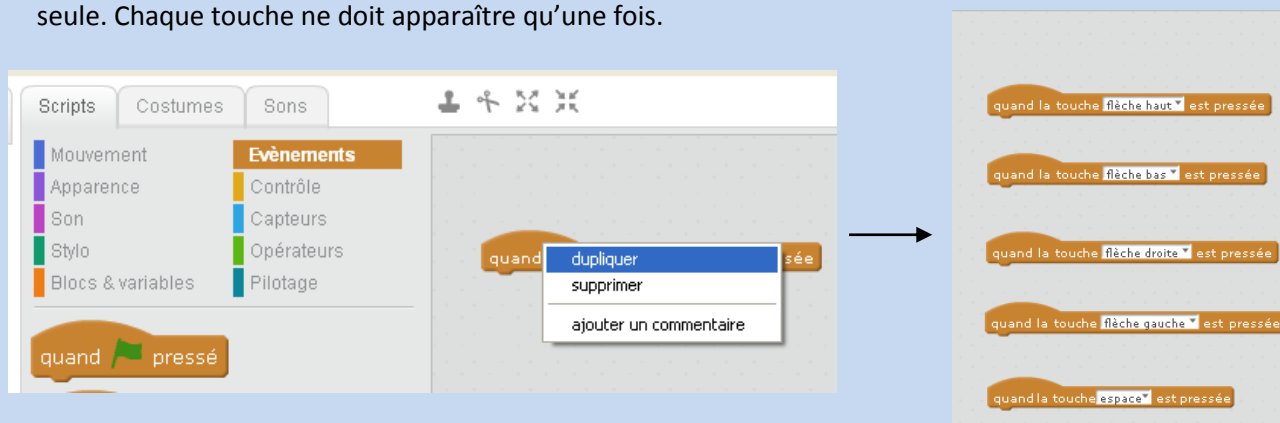 seule. Chaque touche ne doit apparaître qu'une fois.
Scripts Costumes Sons
Mouvement Evènements
Apparence Contrôle
Son Capteurs
Stylo Opérateurs
Blocs & variables Pilotage
quand pressé
quand sée
dupliquer
supprimer
ajouter un commentaire
quand la touche flèche haut est pressée
quand la touche flèche bas est pressée
quand la touche flèche droite est pressée
quand la touche flèche gauche est pressée
quand la touche espace est pressée